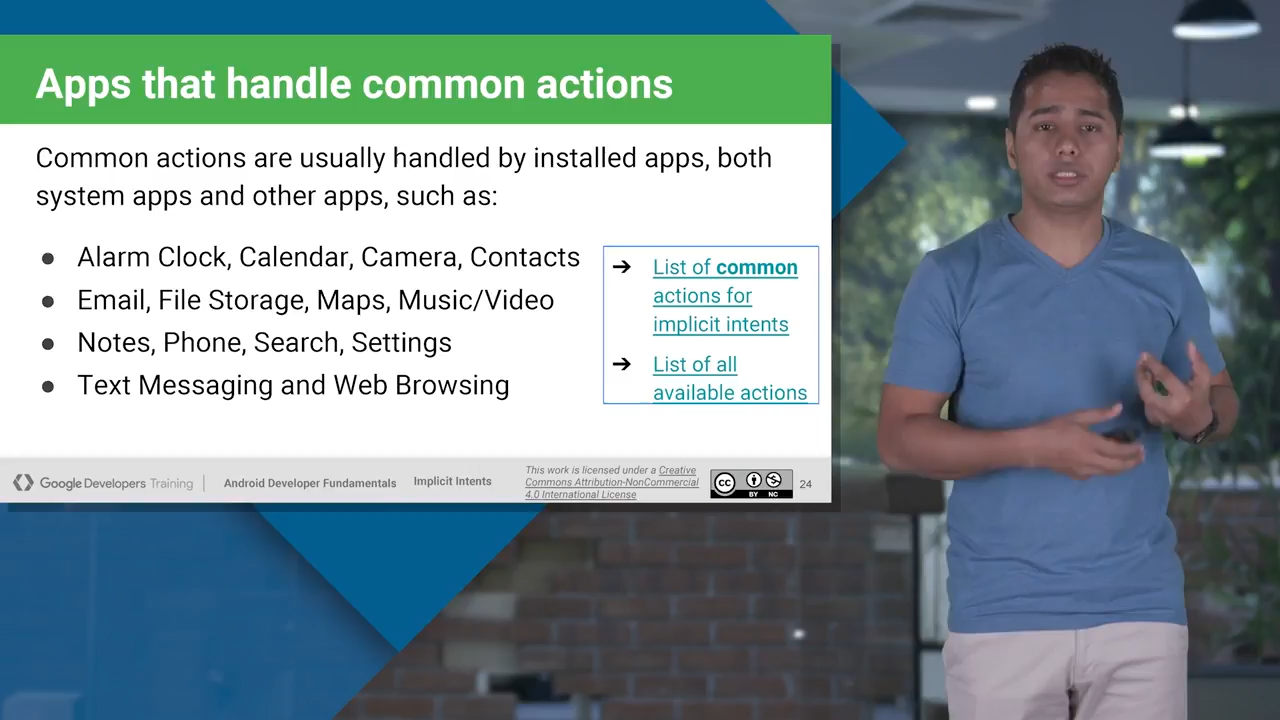 Apps that handle common actions
Common actions are usually handled by installed apps, both
system apps and other apps, such as:
● Alarm Clock, Calendar, Camera, Contacts
● Email, File Storage, Maps, Music/Video
● Notes, Phone, Search, Settings
● Text Messaging and Web Browsing
➔ List of common
actions for
implicit intents
➔ List of all
available actions
Google Developers Training
Android Developer Fundamentals
Implicit Intents
This work is licensed under a Creative
Commons Attribution-NonCommercial
4.0 International License
CC BY NC
24